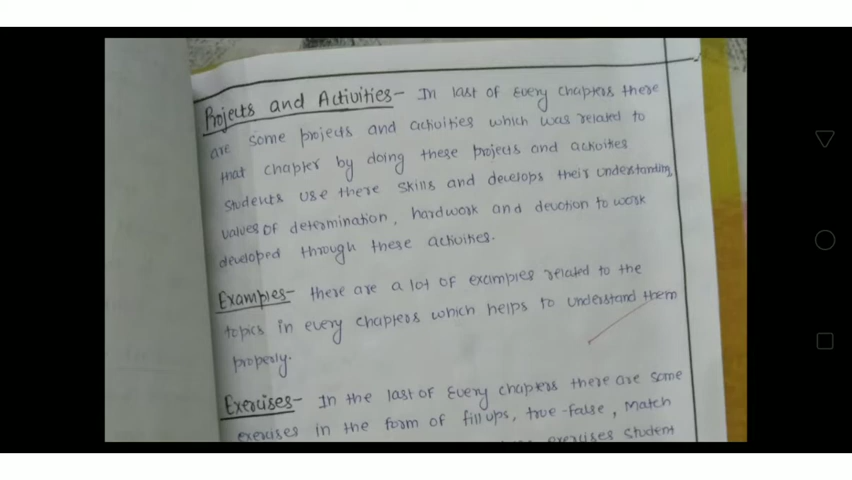 Projects and Activities- In last of Every chapters there
are some projects and activities which was related to
that chapter by doing these projects and activites
students use there skills and develops their understanding
values of determination, hardwork and devotion to work
developed through these activities.
Examples- there are a lot of examples related to the
topics in every chapters which helps to understand them
properly.
Exercises- In the last of Every chapters there are some
exercises in the form of fill ups, true-false, Match
exercises student